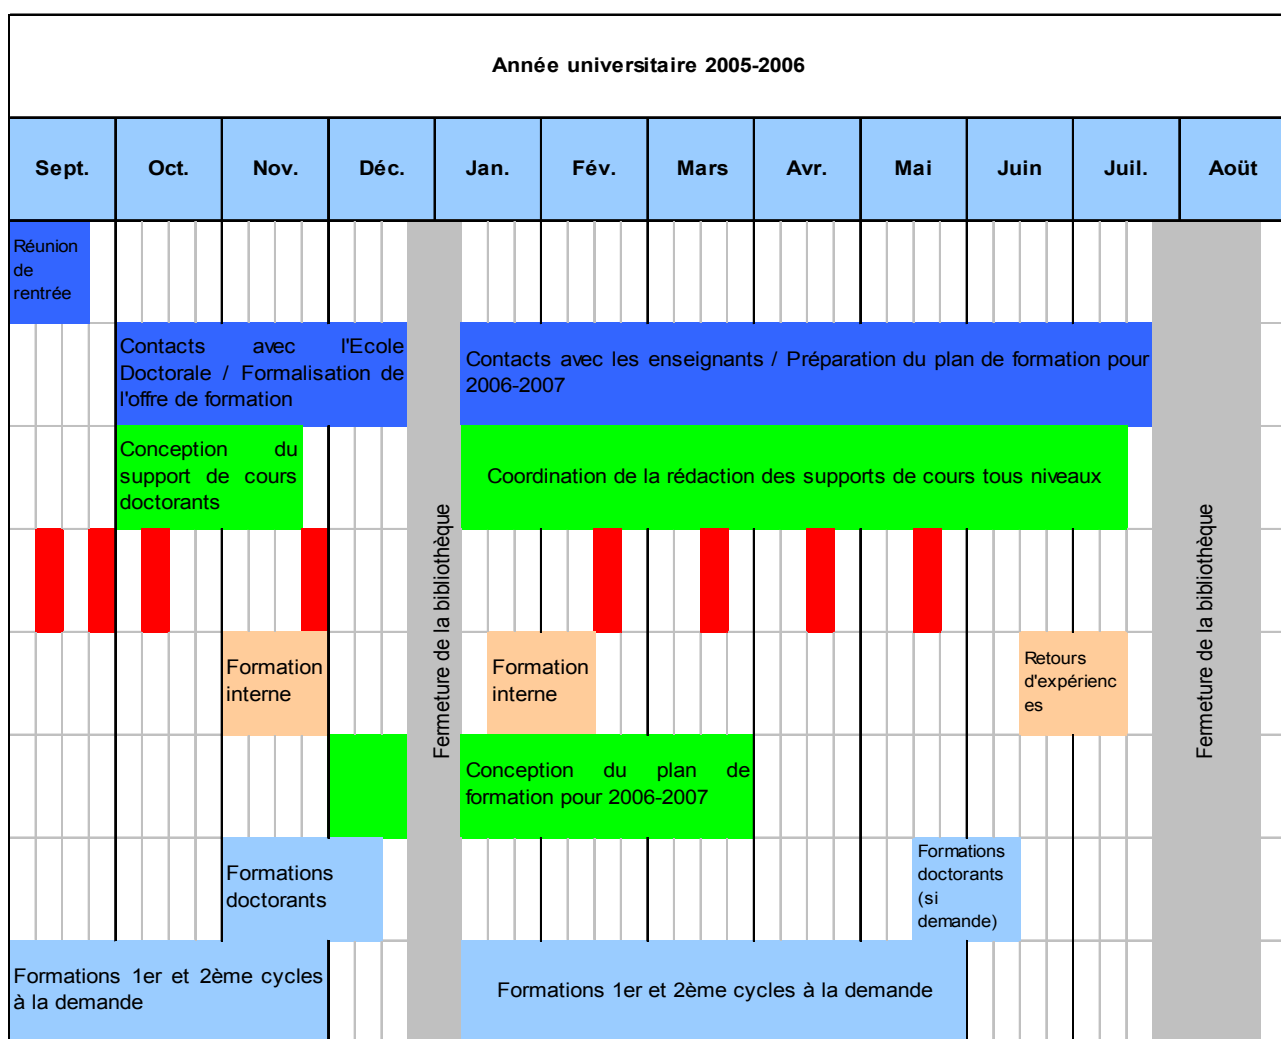 Année universitaire 2005-2006
Sept. Oct. Nov. Déc. Jan. Fév. Mars Avr. Mai Juin Juil. Aoüt
Réunion
de
rentrée
Contacts avec l'Ecole
Doctorale / Formalisation de
l'offre de formation
Contacts avec les enseignants / Préparation du plan de formation pour
2006-2007
Conception du
support de cours
doctorants
Coordination de la rédaction des supports de cours tous niveaux
Fermeture de la bibliothèque
Fermeture de la bibliothèque
Formation
interne
Formation
interne
Retours
d'expérienc
es
Conception du plan de
formation pour 2006-2007
Formations
doctorants
Formations
doctorants
(si
demande)
Formations 1er et 2ème cycles
à la demande
Formations 1er et 2ème cycles à la demande